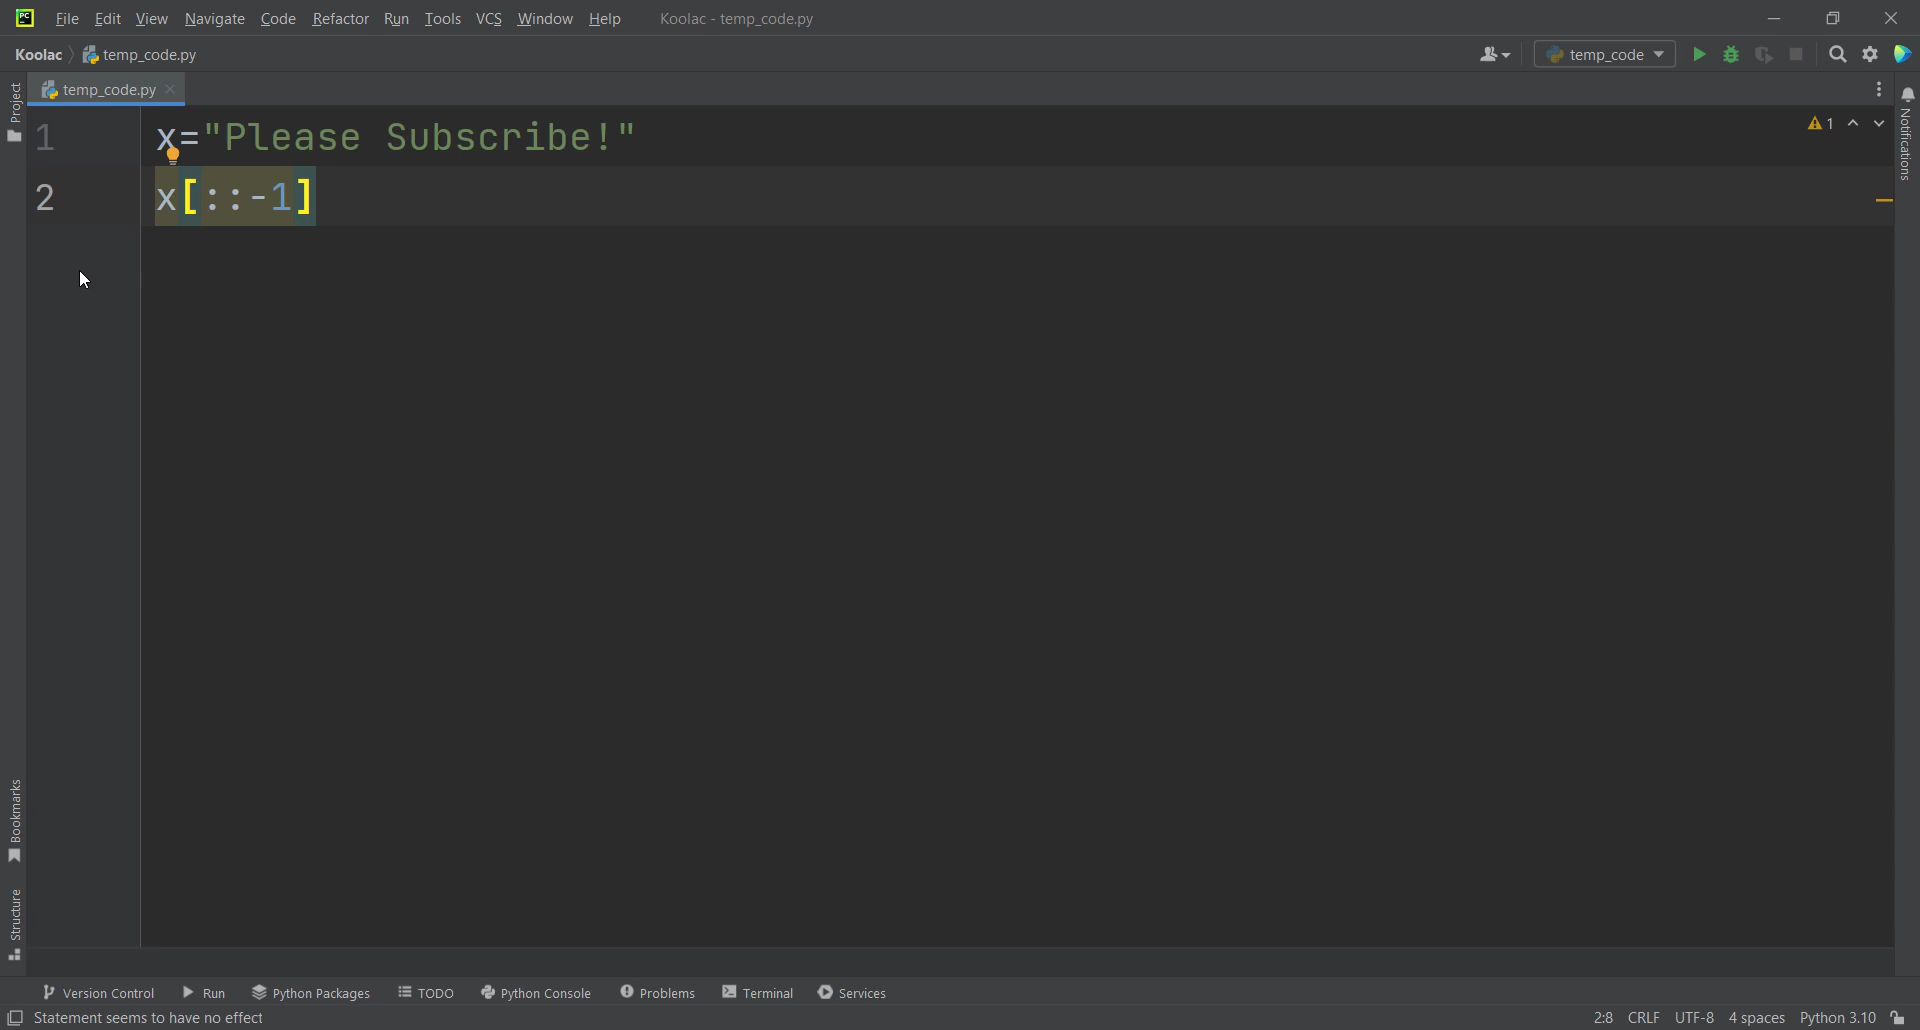 PC File Edit View Navigate Code Refactor Run Tools VCS Window Help Koolac - temp_code.py
Koolac temp_code.py temp_code
temp_code.py
Project
Notifications
1 x="Please Subscribe!" 1
2 x[::-1]
Bookmarks
Structure
Version Control Run Python Packages TODO Python Console Problems Terminal Services
Statement seems to have no effect 2:8 CRLF UTF-8 4 spaces Python 3.10